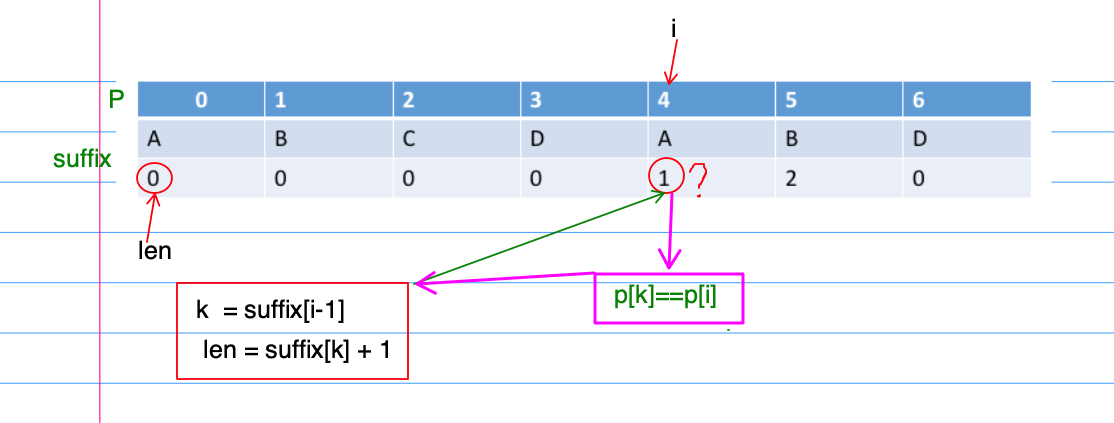 i
P 0 1 2 3 4 5 6
A B C D A B D
suffix
0 0 0 0 1 ? 2 0
len
k = suffix[i-1]
len = suffix[k] + 1
p[k]==p[i]